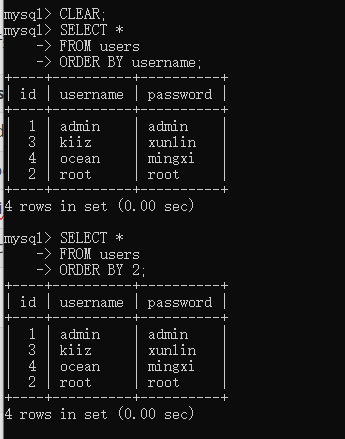 mysql> CLEAR;
mysql> SELECT *
    -> FROM users
    -> ORDER BY username;
+----+----------+----------+
| id | username | password |
+----+----------+----------+
|  1 | admin    | admin    |
|  3 | kiiz     | xunlin   |
|  4 | ocean    | mingxi   |
|  2 | root     | root     |
+----+----------+----------+
4 rows in set (0.00 sec)
mysql> SELECT *
    -> FROM users
    -> ORDER BY 2;
+----+----------+----------+
| id | username | password |
+----+----------+----------+
|  1 | admin    | admin    |
|  3 | kiiz     | xunlin   |
|  4 | ocean    | mingxi   |
|  2 | root     | root     |
+----+----------+----------+
4 rows in set (0.00 sec)